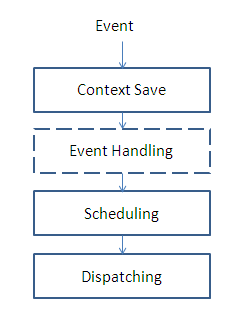 Event
Context Save
Event Handling
Scheduling
Dispatching